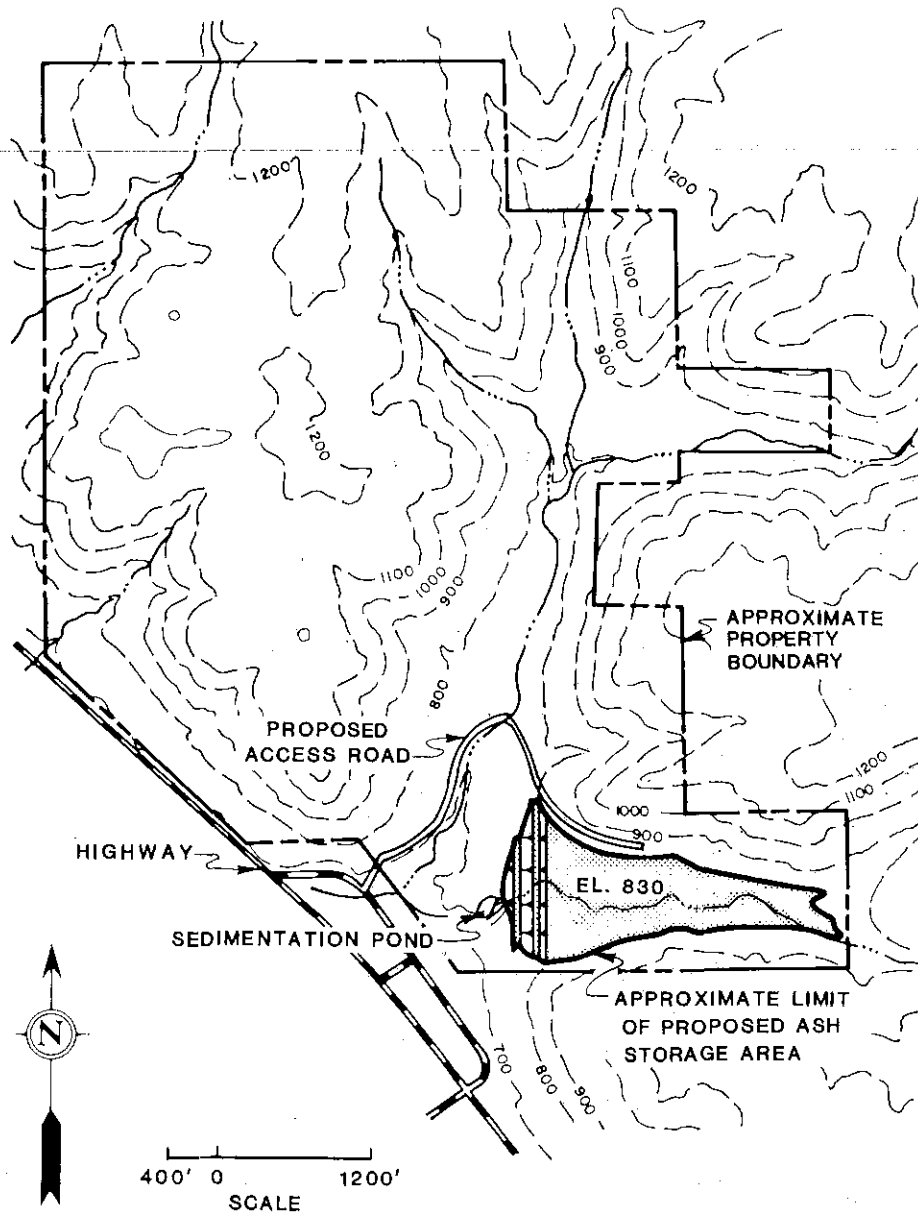 1200
1200
1100
1000
900
1200
1100
1000
900
800
APPROXIMATE
PROPERTY
BOUNDARY
PROPOSED
ACCESS ROAD
1200
1100
1000
900
HIGHWAY
EL. 830
SEDIMENTATION POND
APPROXIMATE LIMIT
OF PROPOSED ASH
STORAGE AREA
N
700
800
900
400' 0 1200'
SCALE